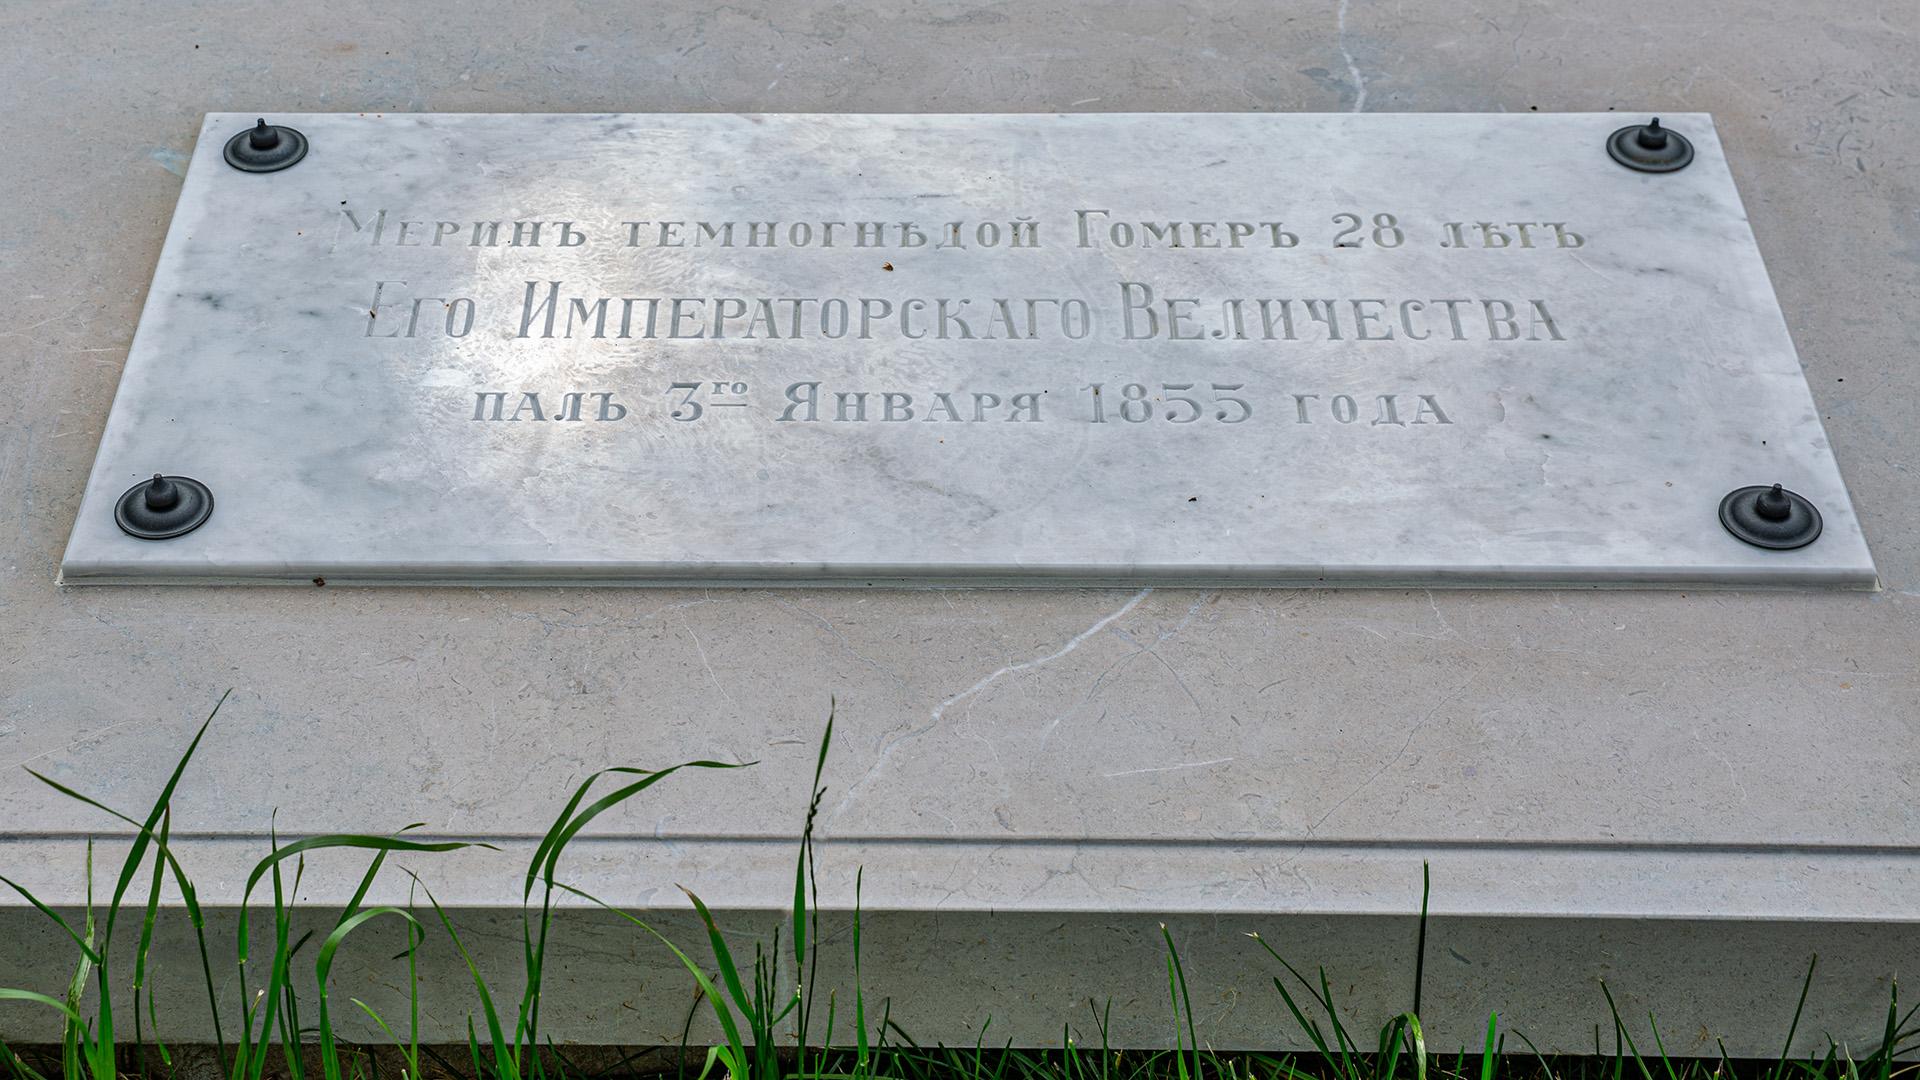 Меринъ темногнѣдой Гомеръ 28 лѣтъ
Его Императорскаго Величества
палъ 3го Января 1855 года